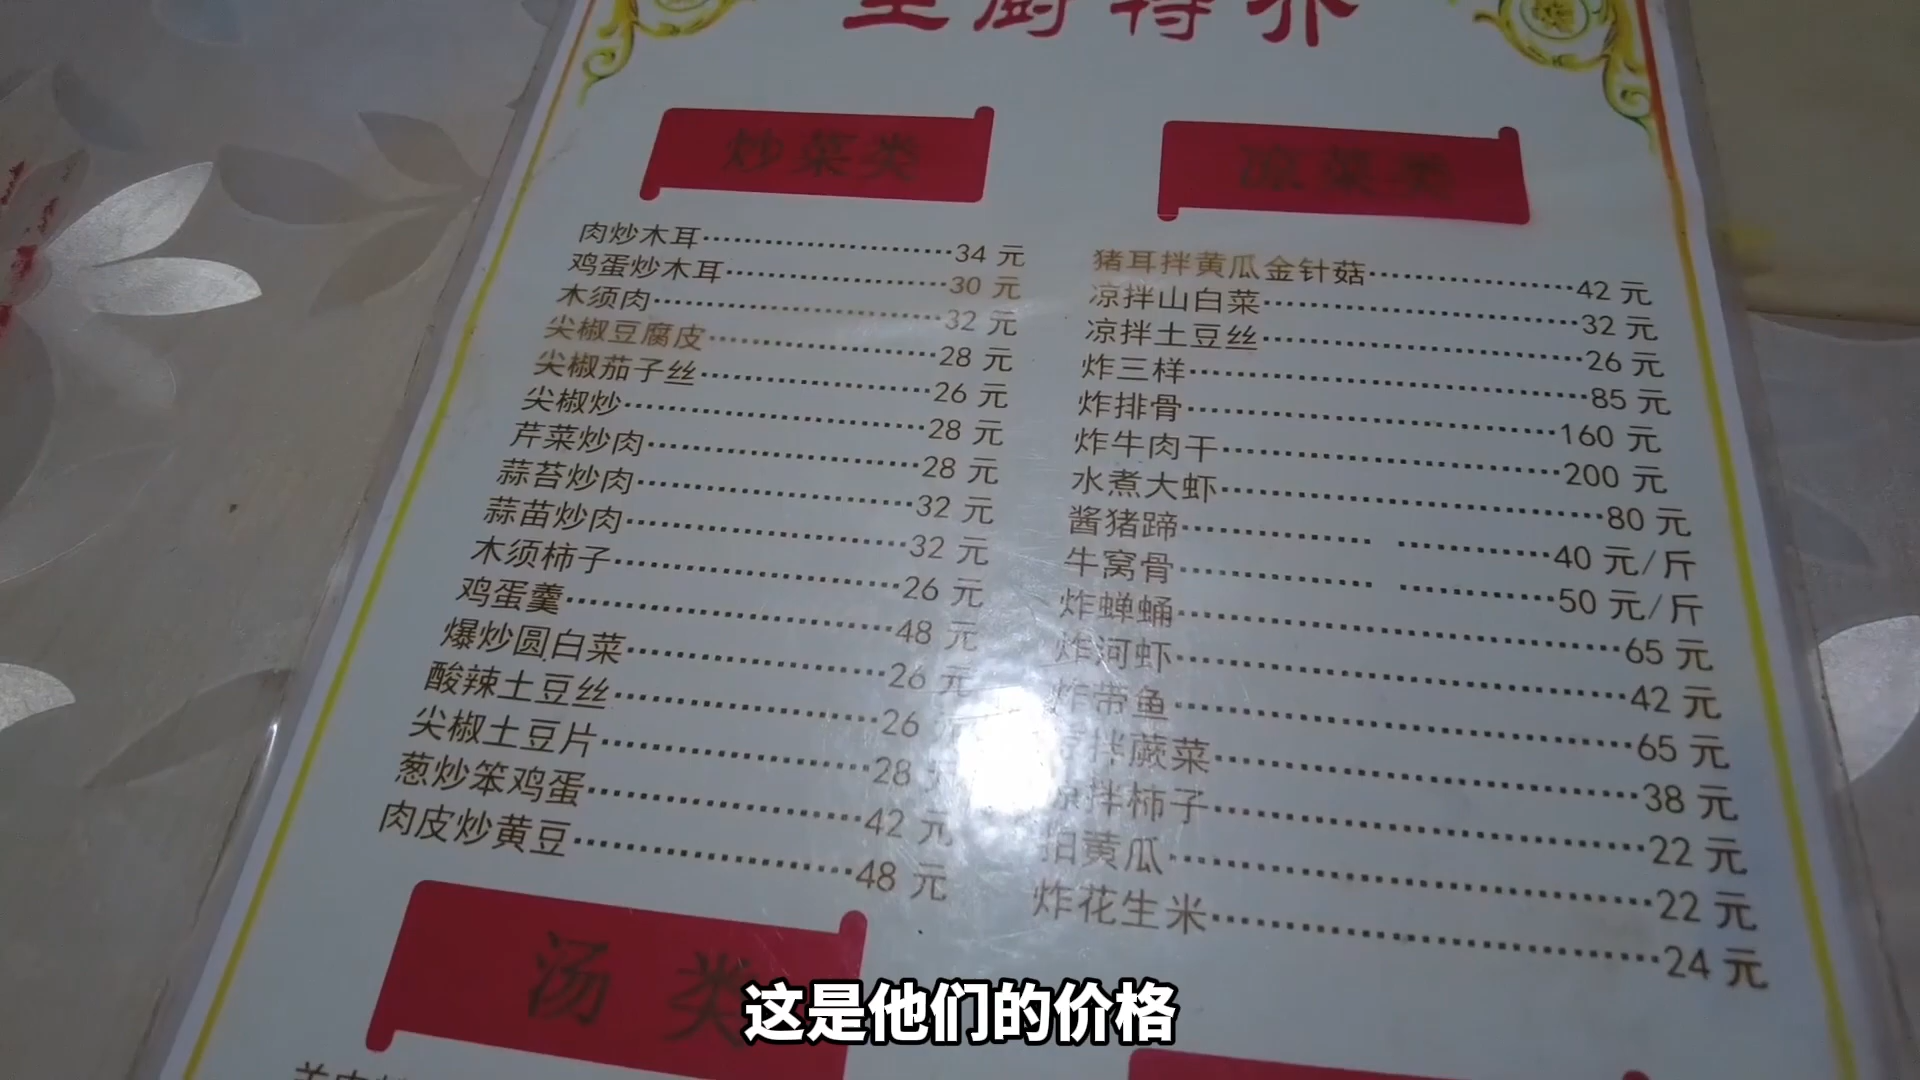 主厨特荐
炒菜类
肉炒木耳 34元
鸡蛋炒木耳 30元
木须肉 32元
尖椒豆腐皮 28元
尖椒茄子丝 26元
尖椒炒 28元
芹菜炒肉 28元
蒜苔炒肉 32元
蒜苗炒肉 32元
木须柿子 26元
鸡蛋羹 48元
爆炒圆白菜 26元
酸辣土豆丝 26元
尖椒土豆片 28元
葱炒笨鸡蛋 42元
肉皮炒黄豆 48元
凉菜类
猪耳拌黄瓜金针菇 42元
凉拌山白菜 32元
凉拌土豆丝 26元
炸三样 85元
炸排骨 160元
炸牛肉干 200元
水煮大虾 80元
酱猪蹄 40元/斤
牛窝骨 50元/斤
炸蝉蛹 65元
炸河虾 42元
炸带鱼 65元
凉拌蕨菜 38元
凉拌柿子 22元
拍黄瓜 22元
炸花生米 24元
汤类
这是他们的价格